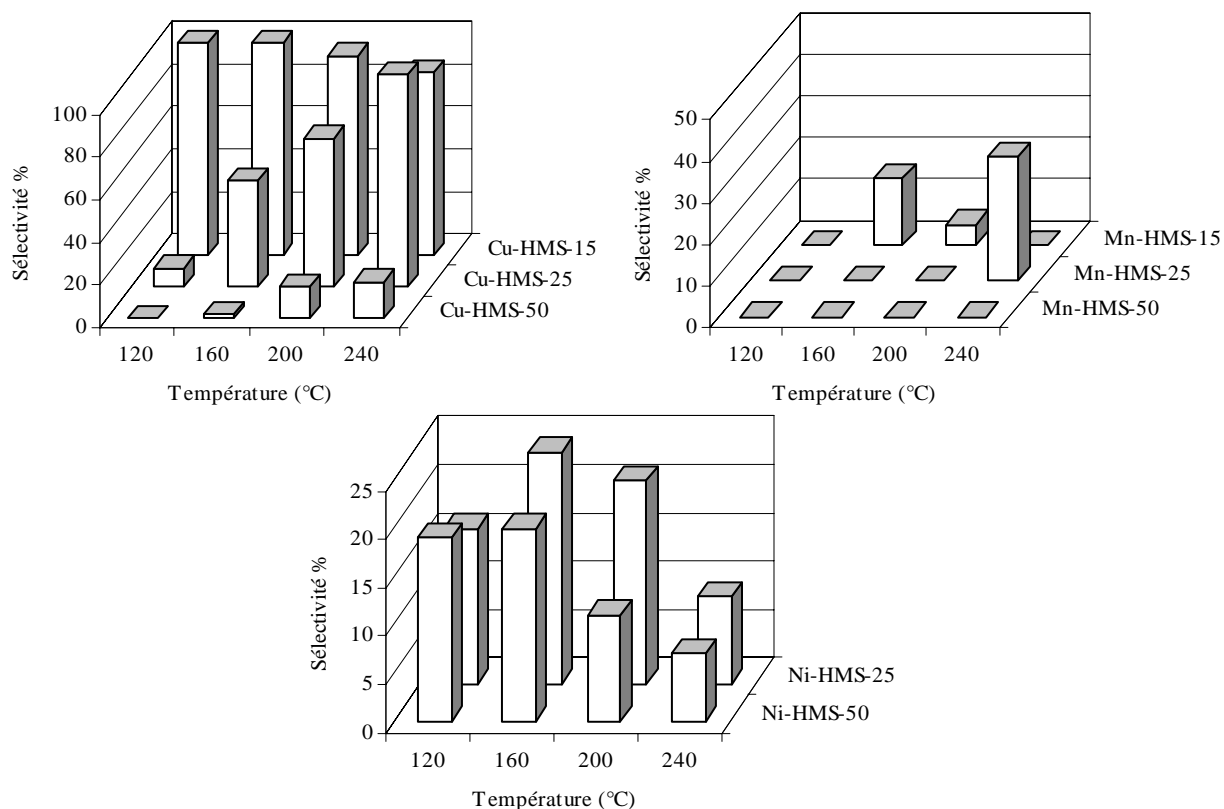 100
80
60
40
20
0
Sélectivité %
120 160 200 240
Température (°C)
Cu-HMS-15
Cu-HMS-25
Cu-HMS-50
50
40
30
20
10
0
Sélectivité %
120 160 200 240
Température (°C)
Mn-HMS-15
Mn-HMS-25
Mn-HMS-50
25
20
15
10
5
0
Sélectivité %
120 160 200 240
Température (°C)
Ni-HMS-25
Ni-HMS-50